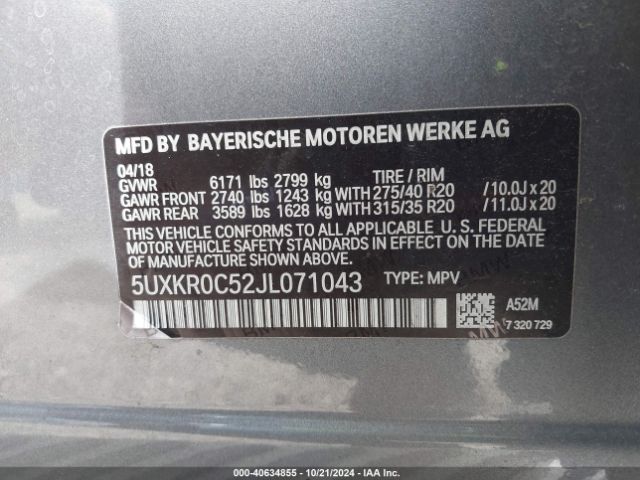 MFD BY BAYERISCHE MOTOREN WERKE AG
04/18
GVWR 6171 lbs 2799 kg TIRE / RIM
GAWR FRONT 2740 lbs 1243 kg WITH 275/40 R20 /10.0J x 20
GAWR REAR 3589 lbs 1628 kg WITH 315/35 R20 /11.0J x 20
THIS VEHICLE CONFORMS TO ALL APPLICABLE U. S. FEDERAL
MOTOR VEHICLE SAFETY STANDARDS IN EFFECT ON THE DATE
OF MANUFACTURE SHOWN ABOVE.
5UXKR0C52JL071043 TYPE: MPV
A52M
7 320 729
000-40634855 | 10/21/2024 | IAA Inc.